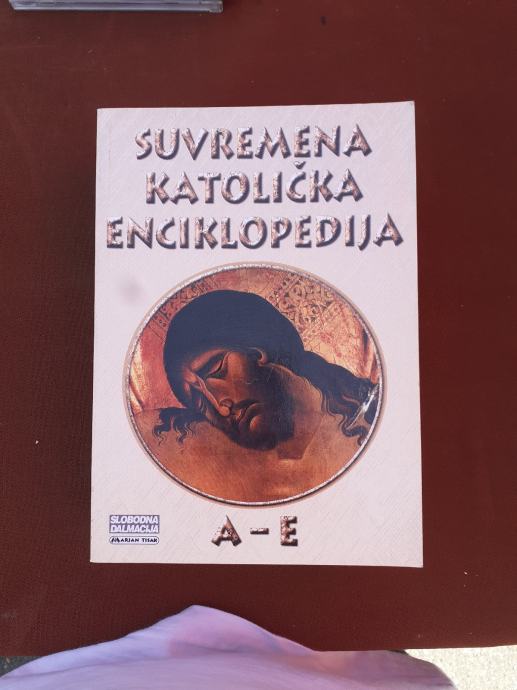 SUVREMENA
KATOLIČKA
ENCIKLOPEDIJA
A – E
SLOBODNA
DALMACIJA
MARJAN TISAK